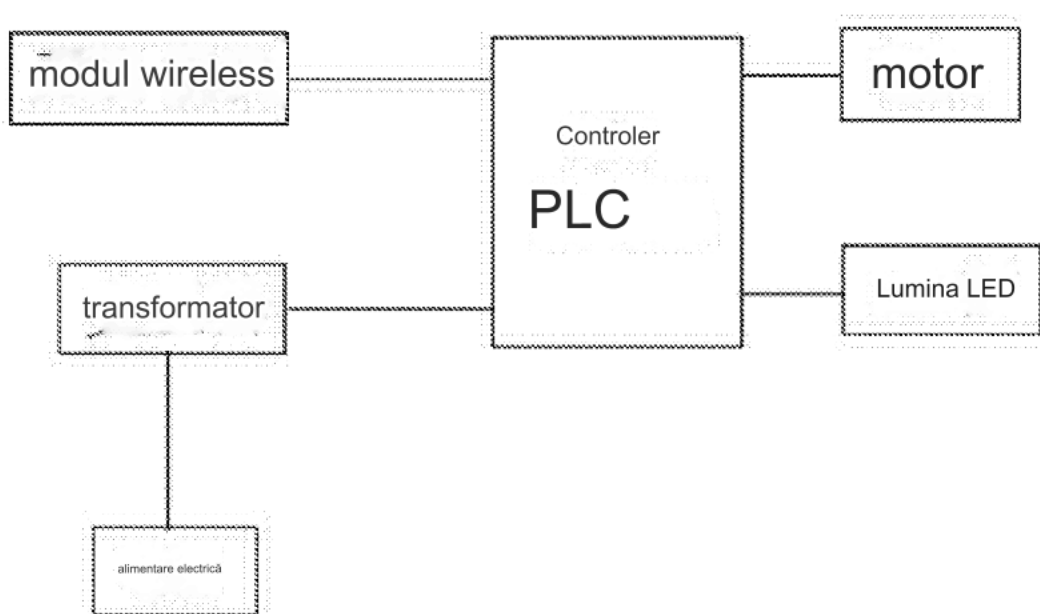 modul wireless
motor
Controler
PLC
transformator
Lumina LED
alimentare electrică